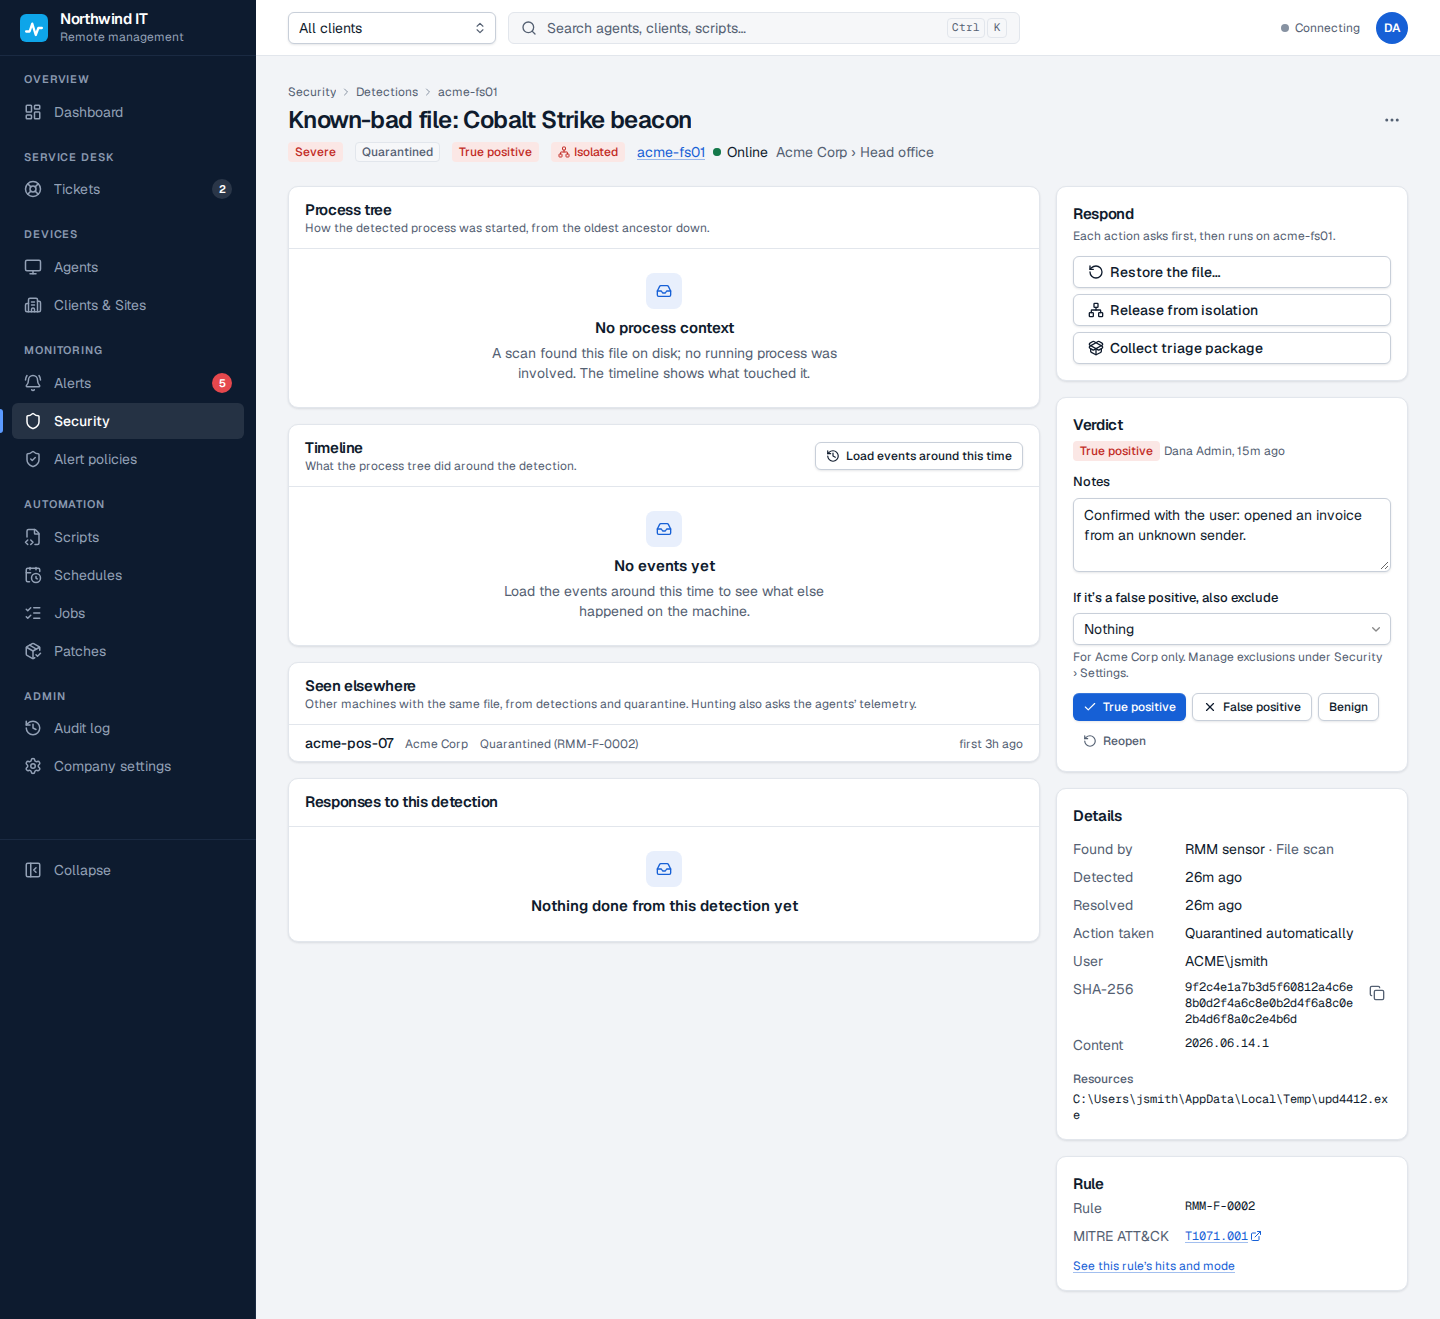 Northwind IT
Remote management
OVERVIEW
Dashboard
SERVICE DESK
Tickets
2
DEVICES
Agents
Clients & Sites
MONITORING
Alerts
5
Security
Alert policies
AUTOMATION
Scripts
Schedules
Jobs
Patches
ADMIN
Audit log
Company settings
Collapse
All clients
Search agents, clients, scripts…
Ctrl K
Connecting
DA
Security > Detections > acme-fs01
Known-bad file: Cobalt Strike beacon
Severe Quarantined True positive Isolated acme-fs01 Online Acme Corp › Head office
Process tree
How the detected process was started, from the oldest ancestor down.
No process context
A scan found this file on disk; no running process was
involved. The timeline shows what touched it.
Timeline
What the process tree did around the detection.
Load events around this time
No events yet
Load the events around this time to see what else
happened on the machine.
Seen elsewhere
Other machines with the same file, from detections and quarantine. Hunting also asks the agents’ telemetry.
acme-pos-07 Acme Corp Quarantined (RMM-F-0002) first 3h ago
Responses to this detection
Nothing done from this detection yet
Respond
Each action asks first, then runs on acme-fs01.
Restore the file…
Release from isolation
Collect triage package
Verdict
True positive Dana Admin, 15m ago
Notes
Confirmed with the user: opened an invoice
from an unknown sender.
If it’s a false positive, also exclude
Nothing
For Acme Corp only. Manage exclusions under Security
› Settings.
True positive False positive Benign
Reopen
Details
Found by RMM sensor · File scan
Detected 26m ago
Resolved 26m ago
Action taken Quarantined automatically
User ACME\jsmith
SHA-256 9f2c4e1a7b3d5f60812a4c6e
8b0d2f4a6c8e0b2d4f6a8c0e
2b4d6f8a0c2e4b6d
Content 2026.06.14.1
Resources
C:\Users\jsmith\AppData\Local\Temp\upd4412.ex
e
Rule
Rule RMM-F-0002
MITRE ATT&CK T1071.001
See this rule’s hits and mode